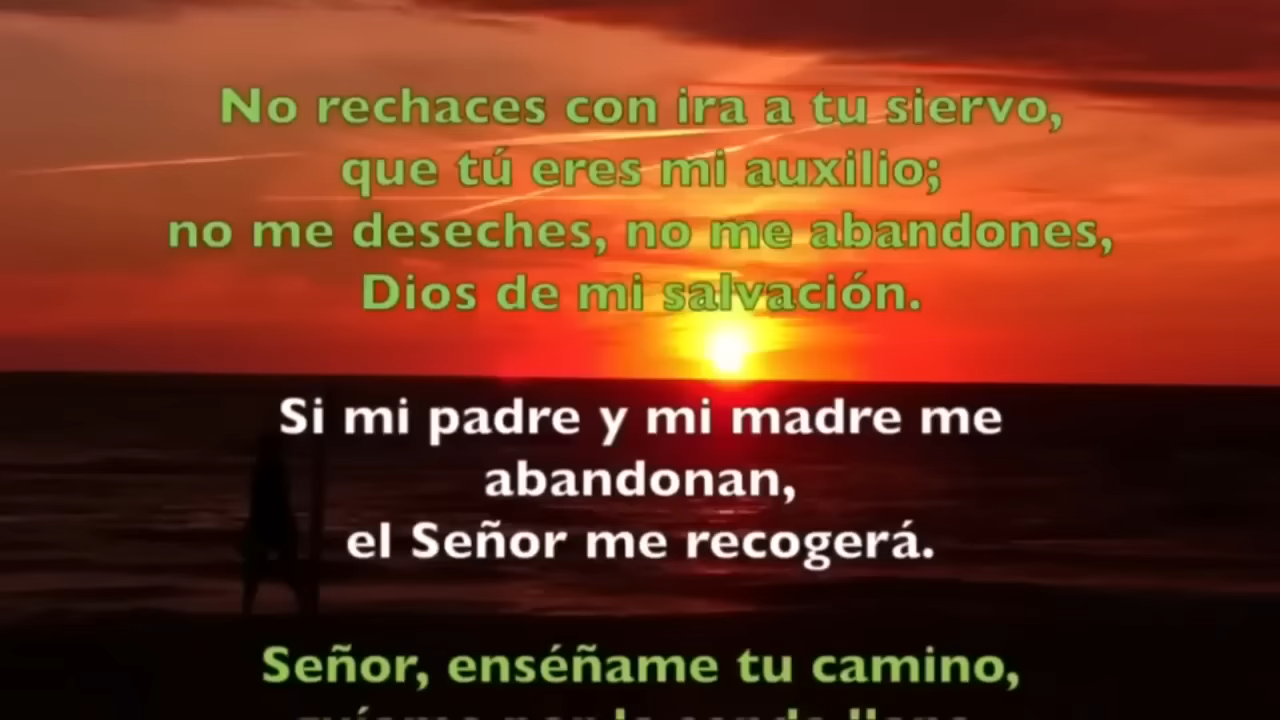 No rechaces con ira a tu siervo,
que tú eres mi auxilio;
no me deseches, no me abandones,
Dios de mi salvación.
Si mi padre y mi madre me
abandonan,
el Señor me recogerá.
Señor, enséñame tu camino,